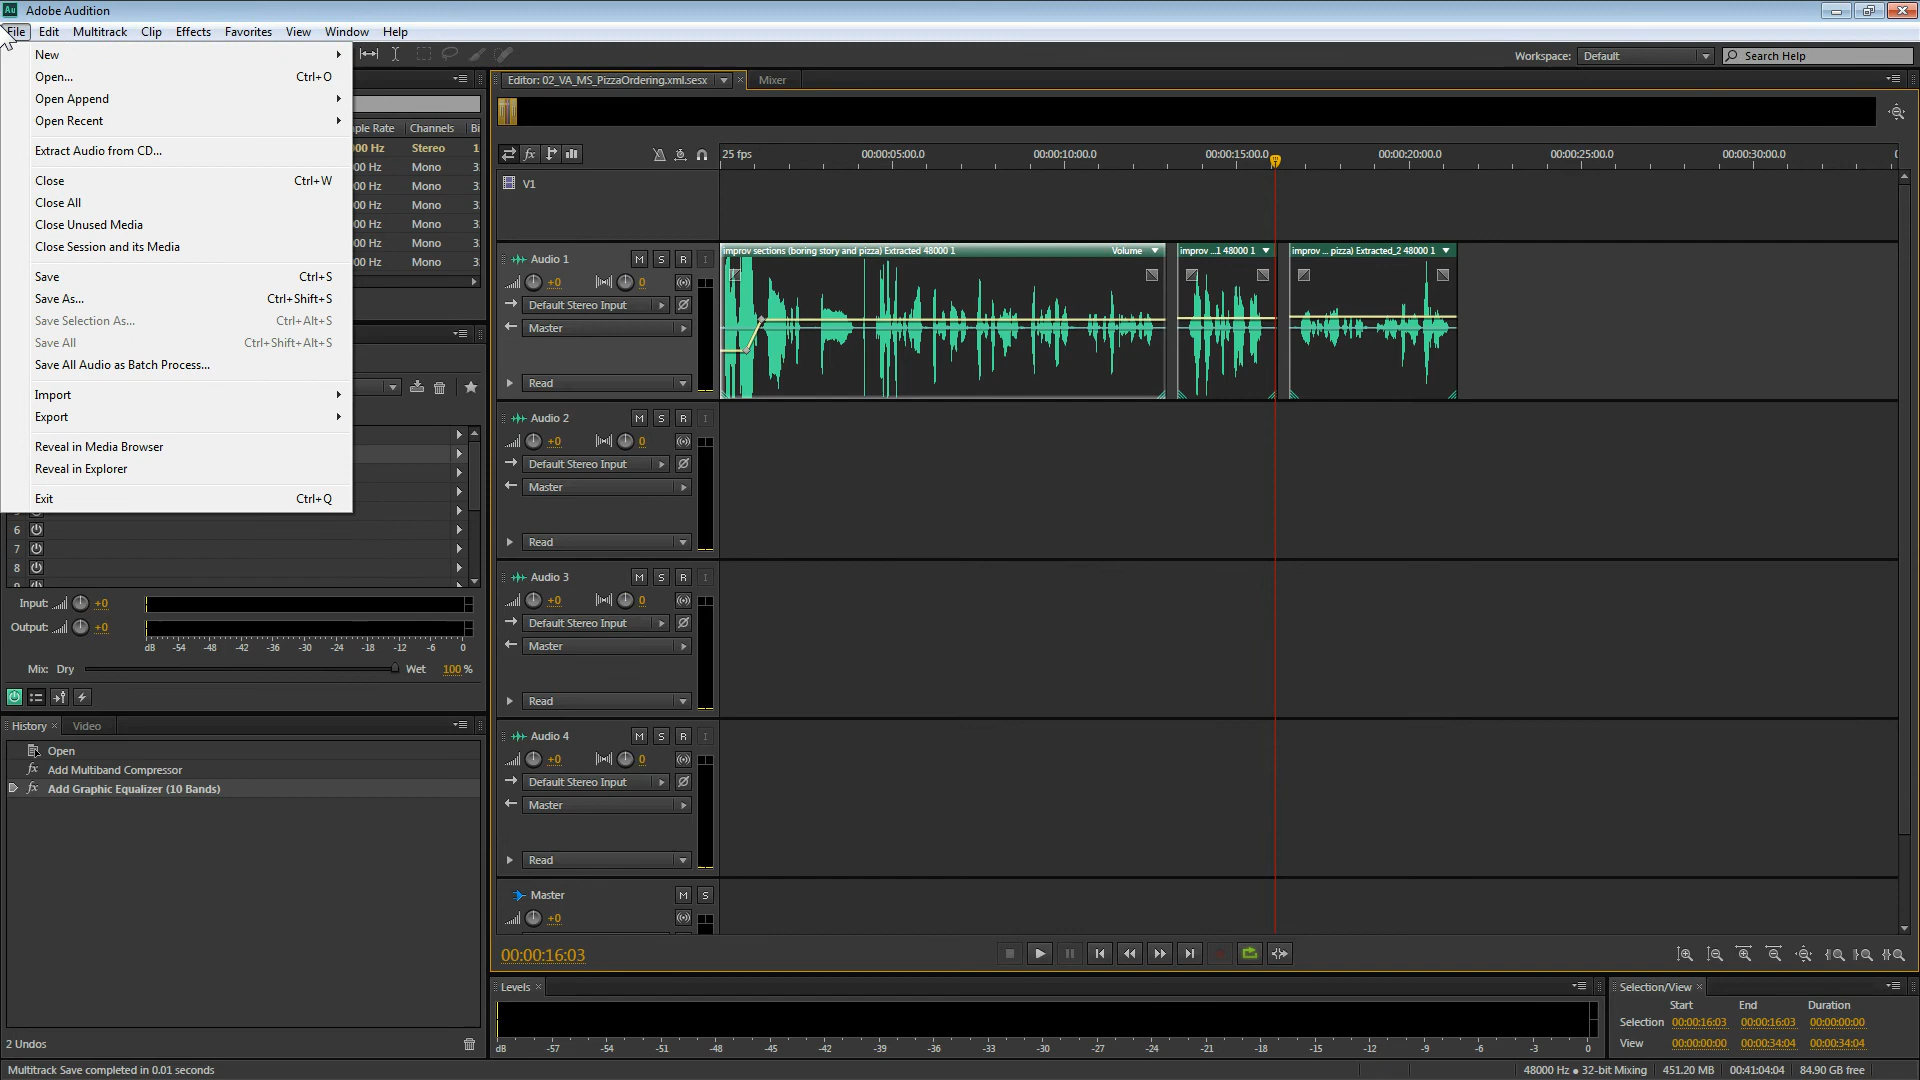 Adobe Audition
File Edit Multitrack Clip Effects Favorites View Window Help
New
Open... Ctrl+O
Open Append
Open Recent
Extract Audio from CD...
Close Ctrl+W
Close All
Close Unused Media
Close Session and its Media
Save Ctrl+S
Save As... Ctrl+Shift+S
Save Selection As... Ctrl+Alt+S
Save All Ctrl+Shift+Alt+S
Save All Audio as Batch Process...
Import
Export
Reveal in Media Browser
Reveal in Explorer
Exit Ctrl+Q
Workspace: Default Search Help
ple Rate Channels Bi
000 Hz Stereo 1
00 Hz Mono 3
00 Hz Mono 3
00 Hz Mono 3
00 Hz Mono 3
00 Hz Mono 3
00 Hz Mono 3
6
7
8
Input: +0
Output: +0
dB -54 -48 -42 -36 -30 -24 -18 -12 -6 0
Mix: Dry Wet 100 %
History Video
Open
fx Add Multiband Compressor
fx Add Graphic Equalizer (10 Bands)
2 Undos
Multitrack Save completed in 0.01 seconds
Editor: 02_VA_MS_PizzaOrdering.xml.sesx Mixer
fx 25 fps 00:00:05:00.0 00:00:10:00.0 00:00:15:00.0 00:00:20:00.0 00:00:25:00.0 00:00:30:00.0
V1
improv sections (boring story and pizza) Extracted 48000 1 Volume improv ...1 48000 1 improv ... pizza) Extracted_2 48000 1
Audio 1 M S R I
+0 0
Default Stereo Input
Master
Read
Audio 2 M S R I
+0 0
Default Stereo Input
Master
Read
Audio 3 M S R I
+0 0
Default Stereo Input
Master
Read
Audio 4 M S R I
+0 0
Default Stereo Input
Master
Read
Master M S
+0
00:00:16:03
Levels
dB -57 -54 -51 -48 -45 -42 -39 -36 -33 -30 -27 -24 -21 -18 -15 -12 -9 -6 -3 0
Selection/View
Start End Duration
Selection 00:00:16:03 00:00:16:03 00:00:00:00
View 00:00:00:00 00:00:34:04 00:00:34:04
48000 Hz • 32-bit Mixing 451.20 MB 00:41:04:04 84.90 GB free